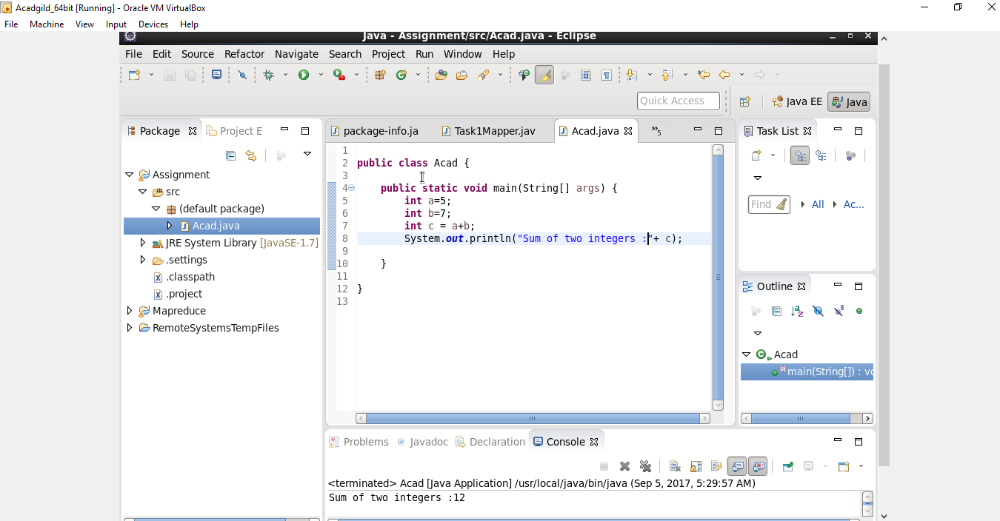 Acadgild_64bit [Running] - Oracle VM VirtualBox
File Machine View Input Devices Help
Java - Assignment/src/Acad.java - Eclipse
File Edit Source Refactor Navigate Search Project Run Window Help
Quick Access
Java EE
Java
Package
Project E
Assignment
src
(default package)
Acad.java
JRE System Library [JavaSE-1.7]
.settings
.classpath
.project
Mapreduce
RemoteSystemsTempFiles
package-info.ja
Task1Mapper.jav
Acad.java
»5
1
2 public class Acad {
3
4 public static void main(String[] args) {
5 int a=5;
6 int b=7;
7 int c = a+b;
8 System.out.println("Sum of two integers :"+ c);
9
10 }
11
12 }
13
Task List
Find
All
Ac...
Outline
Acad
main(String[]) : vo
Problems
@ Javadoc
Declaration
Console
<terminated> Acad [Java Application] /usr/local/java/bin/java (Sep 5, 2017, 5:29:57 AM)
Sum of two integers :12